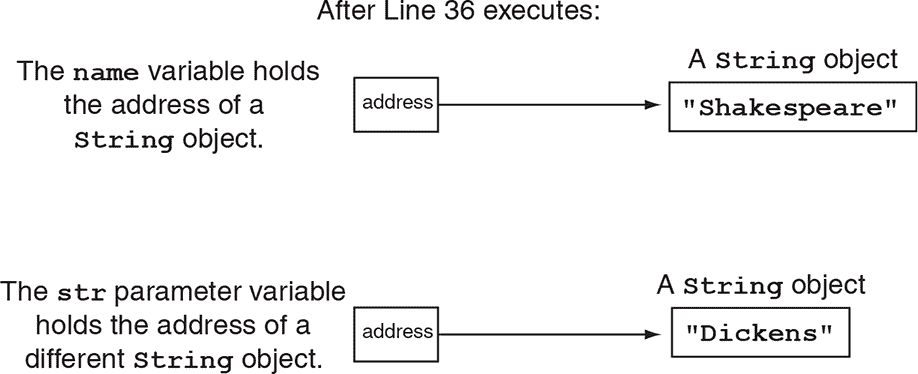 After Line 36 executes:
The name variable holds
the address of a
String object.
address
A String object
"Shakespeare"
The str parameter variable
holds the address of a
different String object.
address
A String object
"Dickens"